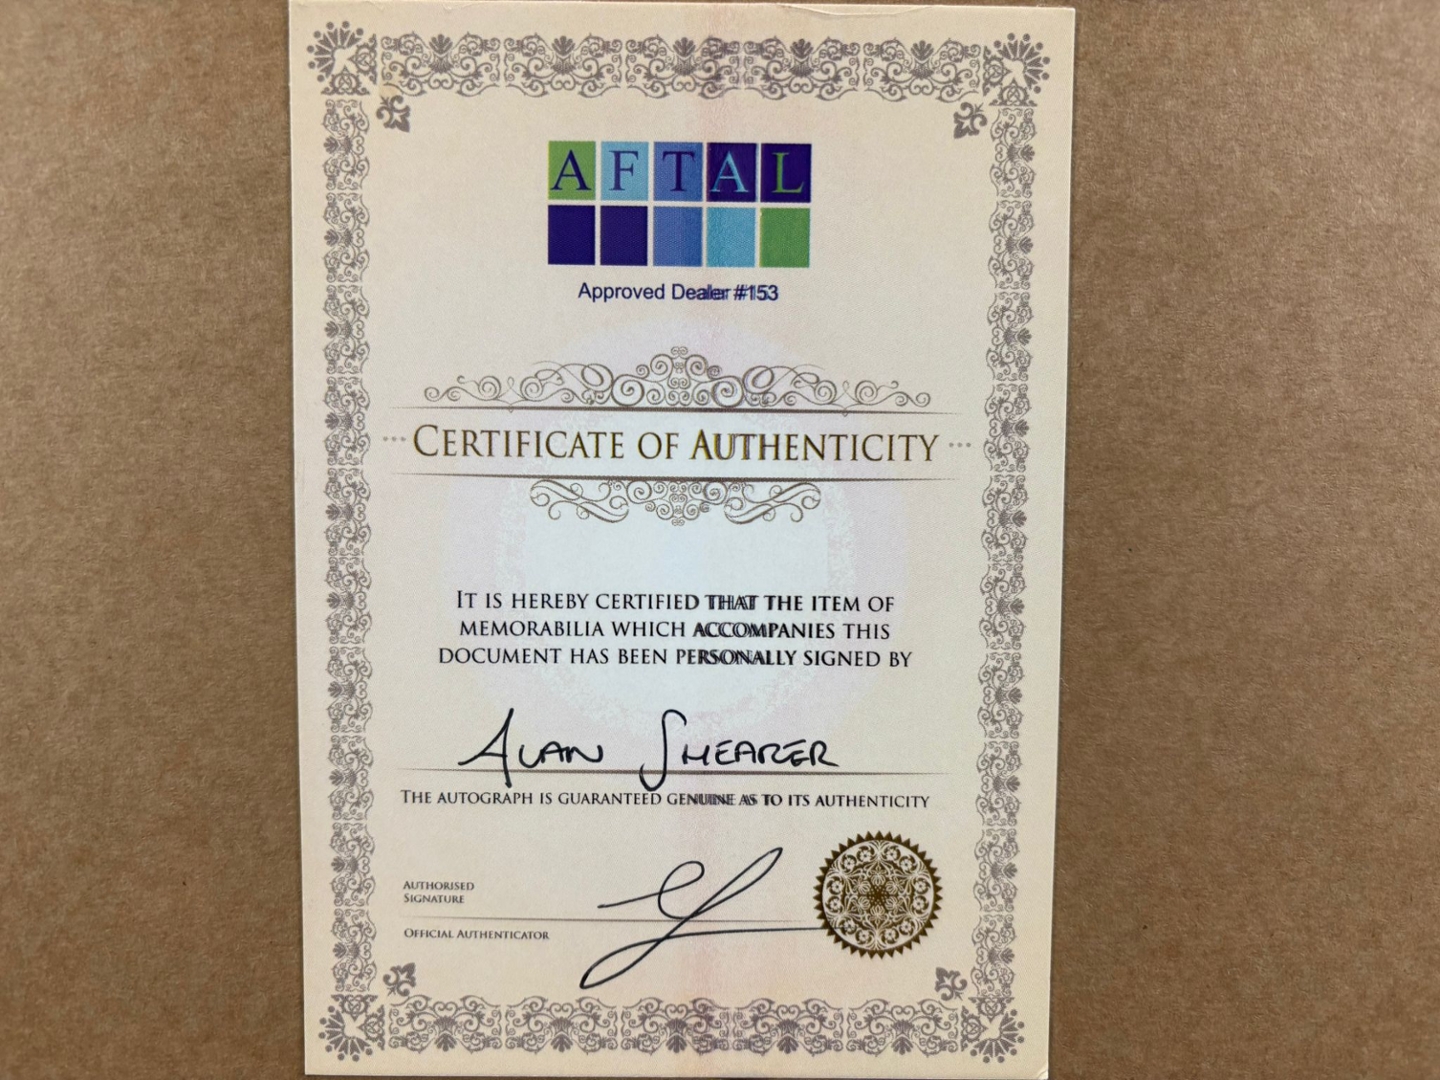 AFTAL
Approved Dealer #153
CERTIFICATE OF AUTHENTICITY
IT IS HEREBY CERTIFIED THAT THE ITEM OF
MEMORABILIA WHICH ACCOMPANIES THIS
DOCUMENT HAS BEEN PERSONALLY SIGNED BY
ALAN SHEARER
THE AUTOGRAPH IS GUARANTEED GENUINE AS TO ITS AUTHENTICITY
AUTHORISED
SIGNATURE
OFFICIAL AUTHENTICATOR